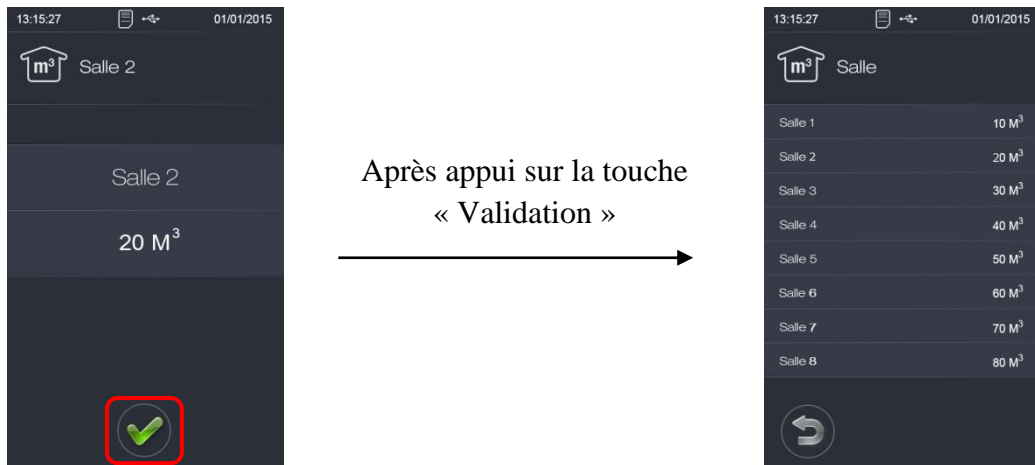 13:15:27 01/01/2015
m³ Salle 2
Salle 2
20 M³
Après appui sur la touche
« Validation »
13:15:27 01/01/2015
m³ Salle
Salle 1 10 M³
Salle 2 20 M³
Salle 3 30 M³
Salle 4 40 M³
Salle 5 50 M³
Salle 6 60 M³
Salle 7 70 M³
Salle 8 80 M³